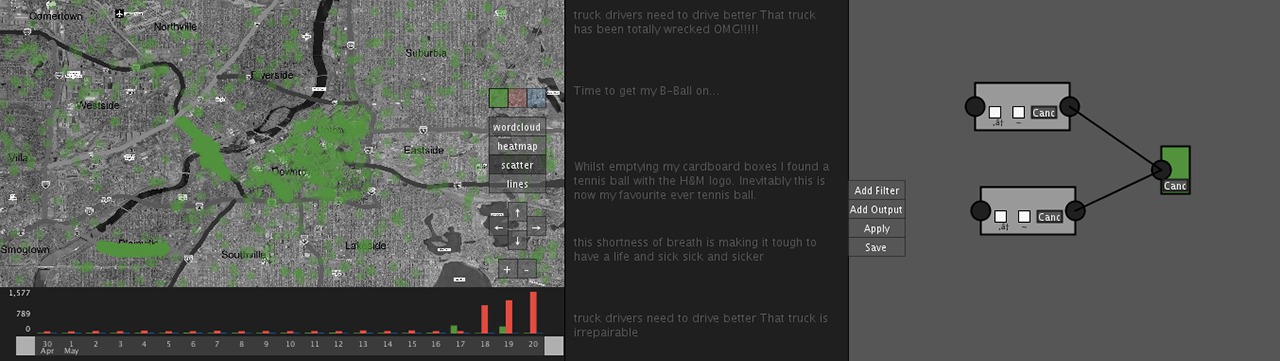 Cornertown
Northville
Suburbia
Riverside
Westside
wordcloud
heatmap
scatter
lines
Villa
Eastside
Downtown
Smogtown
Plainville
Southville
Lakeside
↑
← →
↓
+ -
1,577
789
0
30 1 2 3 4 5 6 7 8 9 10 11 12 13 14 15 16 17 18 19 20
Apr May
truck drivers need to drive better That truck
has been totally wrecked OMG!!!!!
Time to get my B-Ball on...
Whilst emptying my cardboard boxes I found a
tennis ball with the H&M logo. Inevitably this is
now my favourite ever tennis ball.
this shortness of breath is making it tough to
have a life and sick sick and sicker
truck drivers need to drive better That truck is
irrepairable
Add Filter
Add Output
Apply
Save
~ Canc
~ Canc
Canc